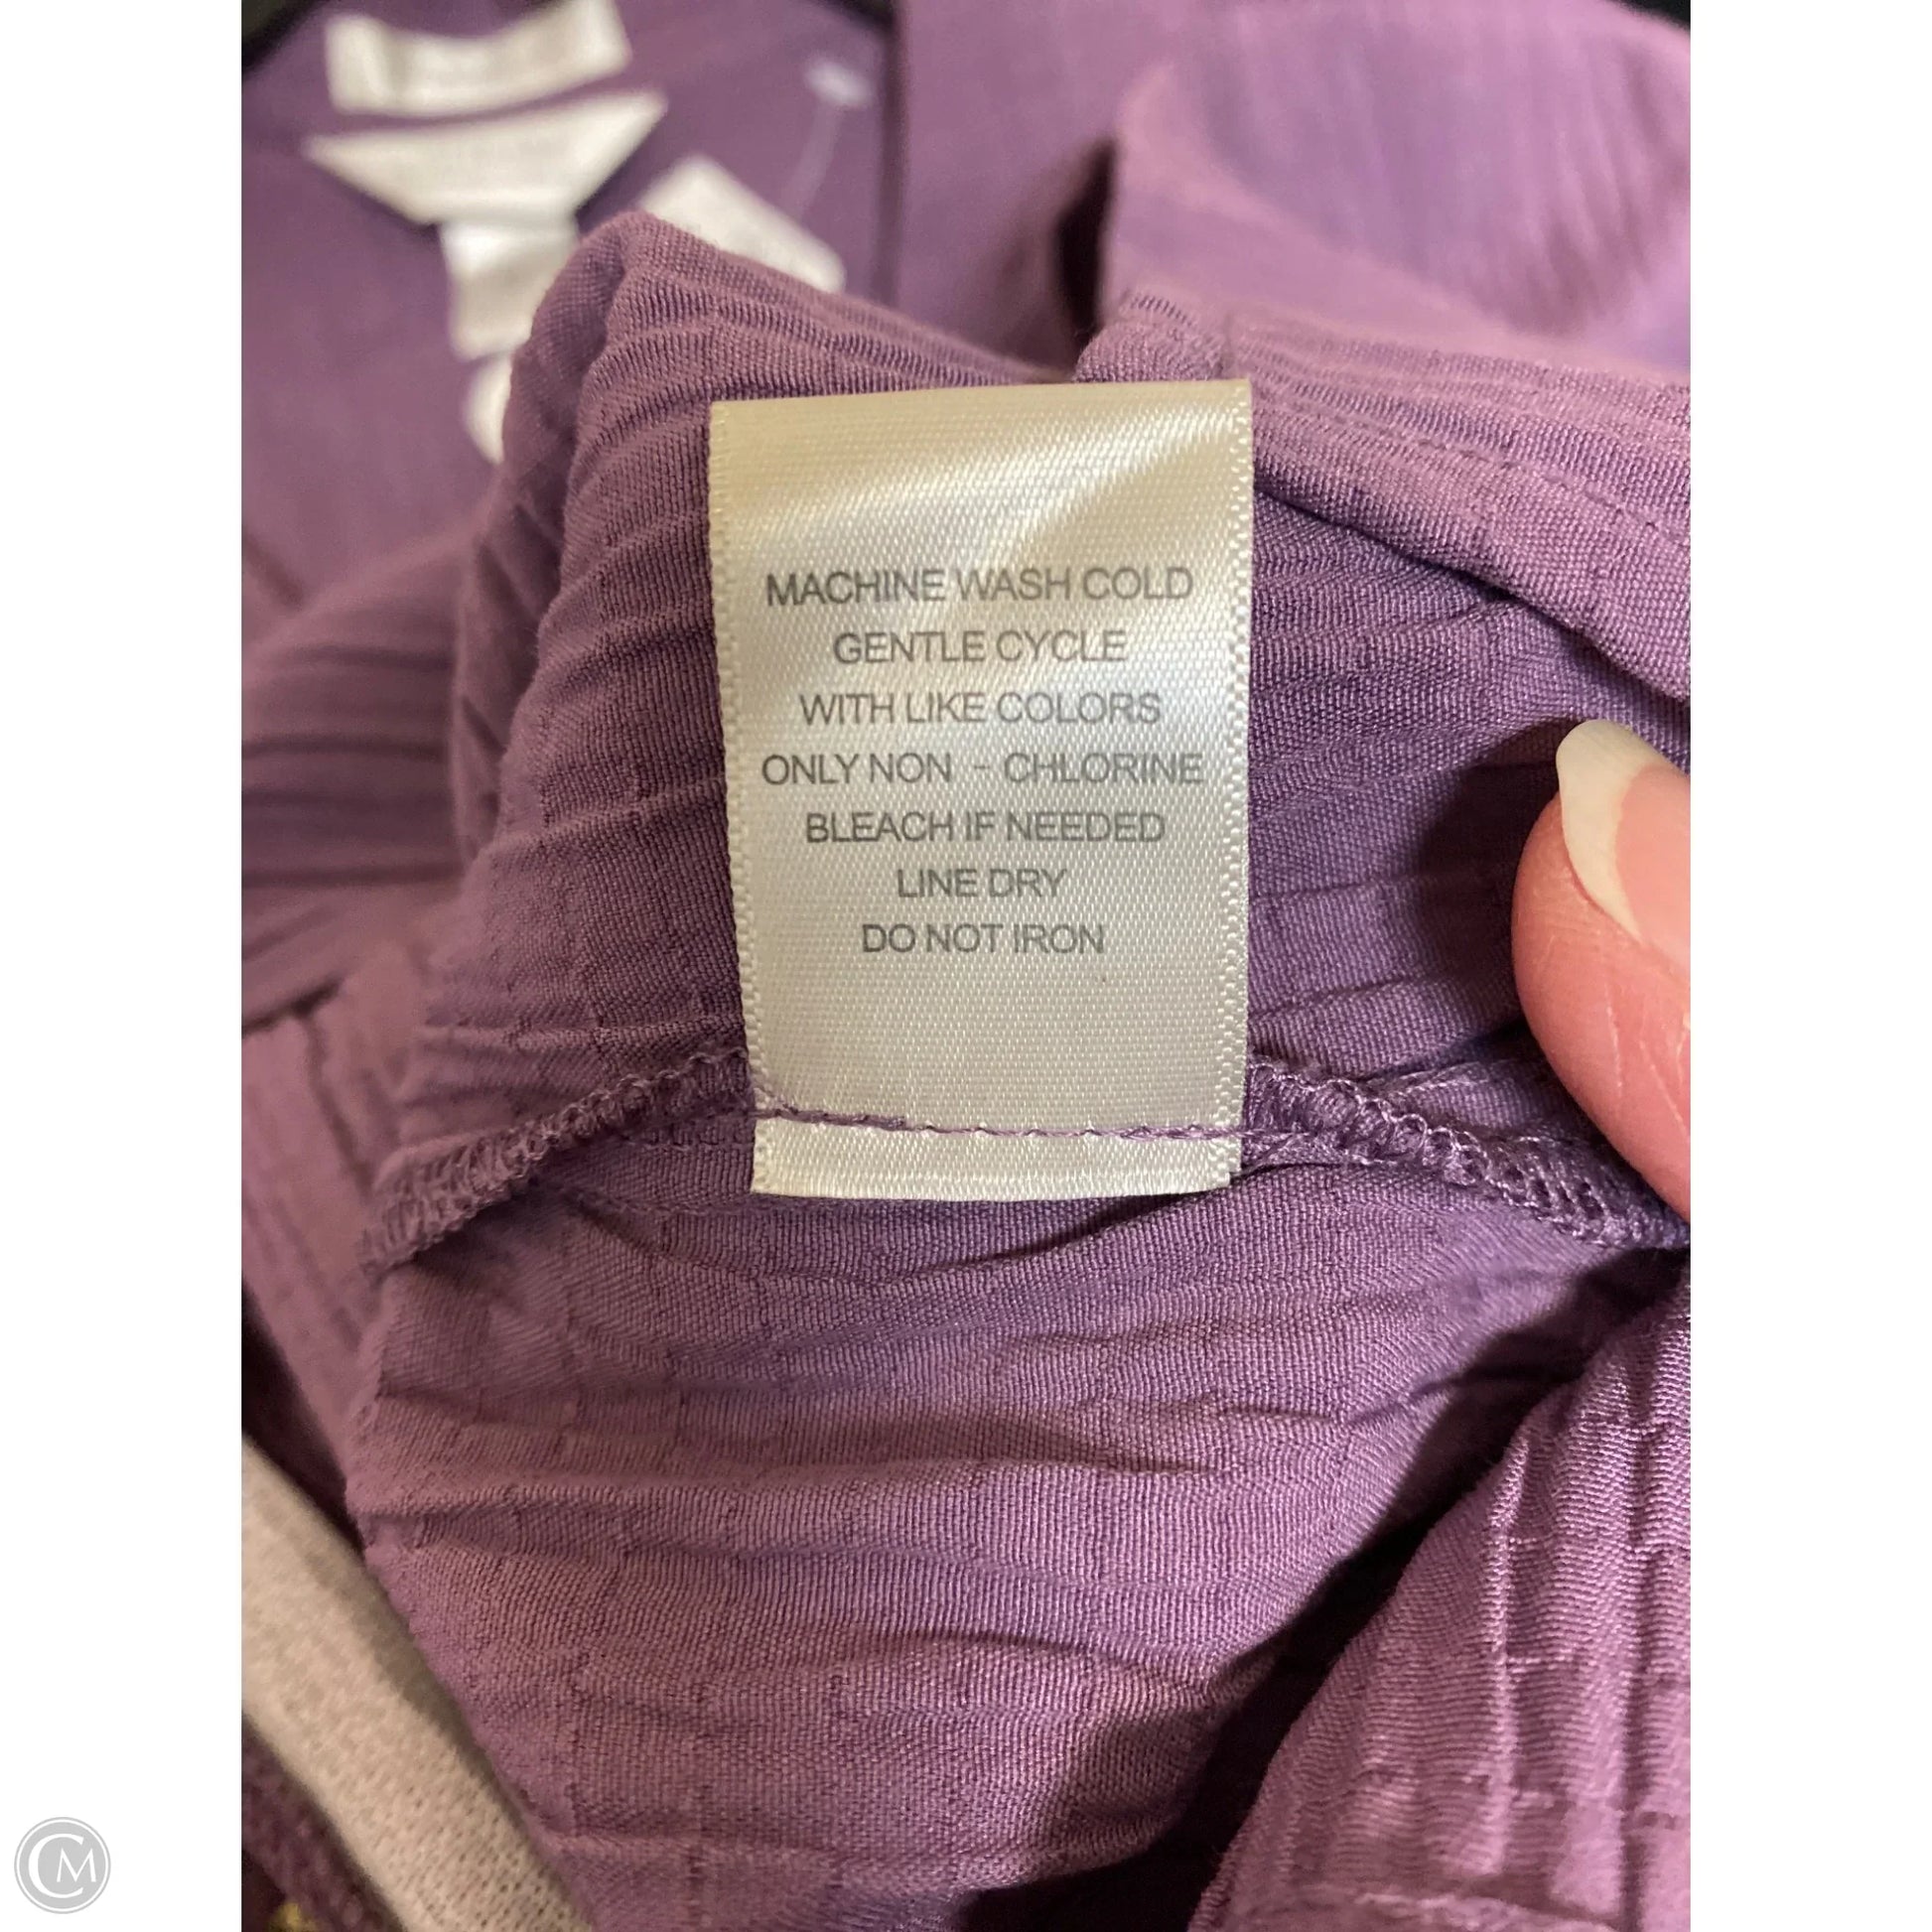 MACHINE WASH COLD
GENTLE CYCLE
WITH LIKE COLORS
ONLY NON - CHLORINE
BLEACH IF NEEDED
LINE DRY
DO NOT IRON
CM